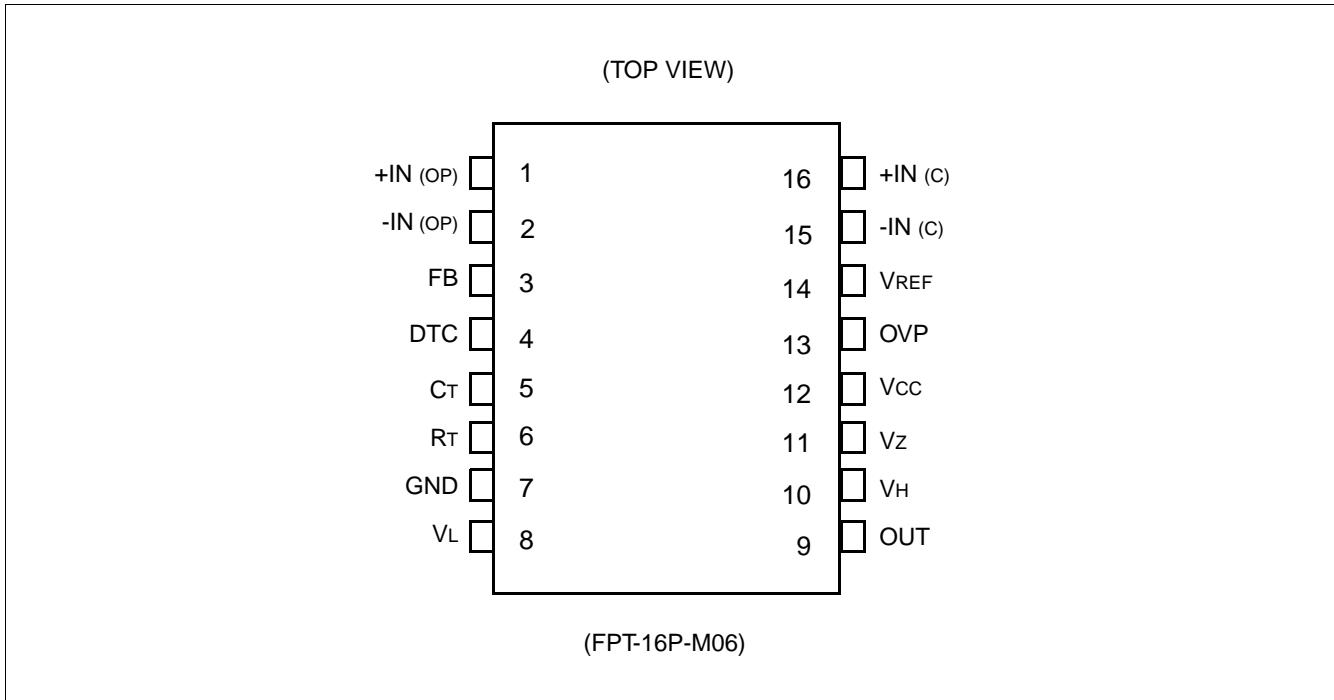 (TOP VIEW)
+IN (OP) 1 16 +IN (C)
-IN (OP) 2 15 -IN (C)
FB 3 14 VREF
DTC 4 13 OVP
CT 5 12 VCC
RT 6 11 VZ
GND 7 10 VH
VL 8 9 OUT
(FPT-16P-M06)